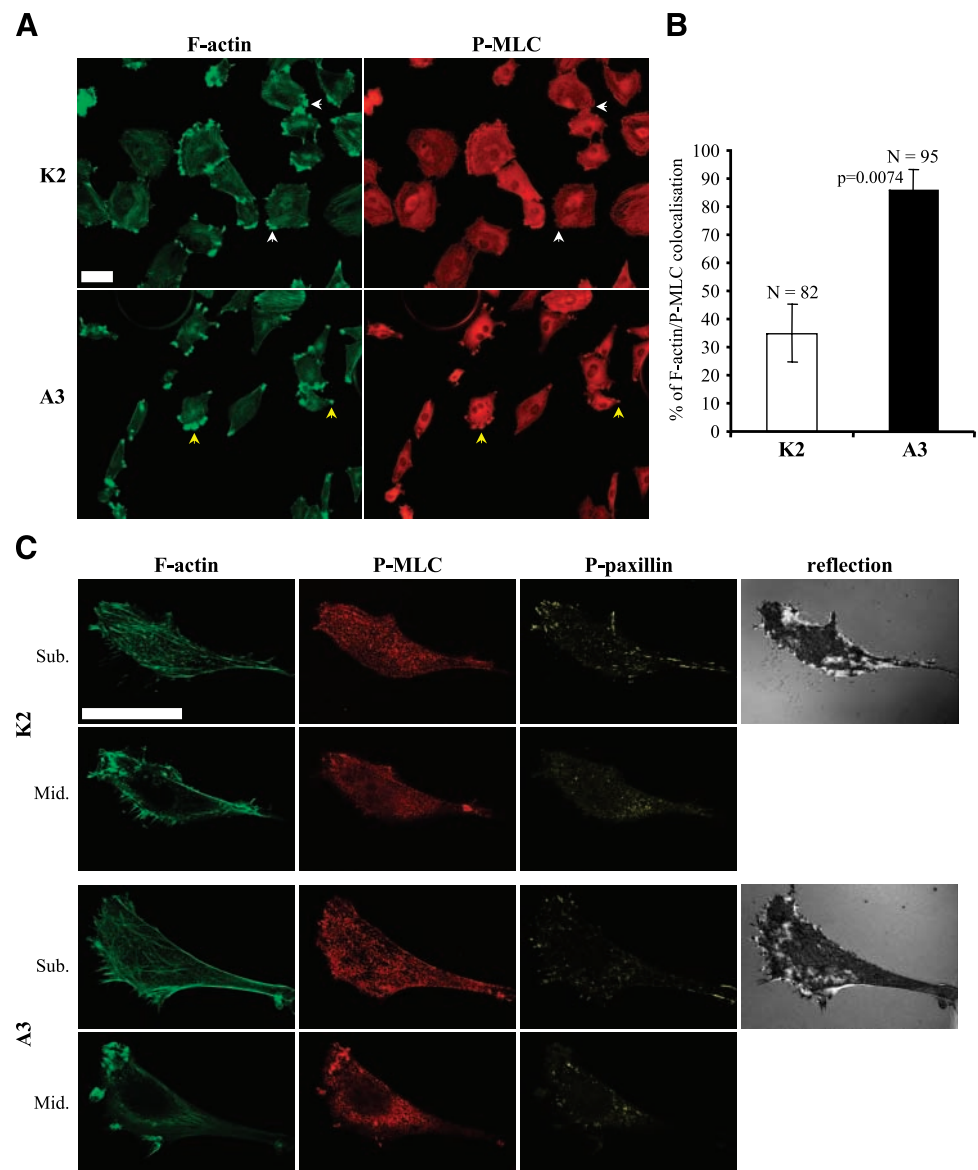 A
F-actin
P-MLC
K2
A3
B
% of F-actin/P-MLC colocalisation
100
90
80
70
60
50
40
30
20
10
0
N = 82
N = 95
p=0.0074
K2
A3
C
F-actin
P-MLC
P-paxillin
reflection
K2
Sub.
Mid.
A3
Sub.
Mid.